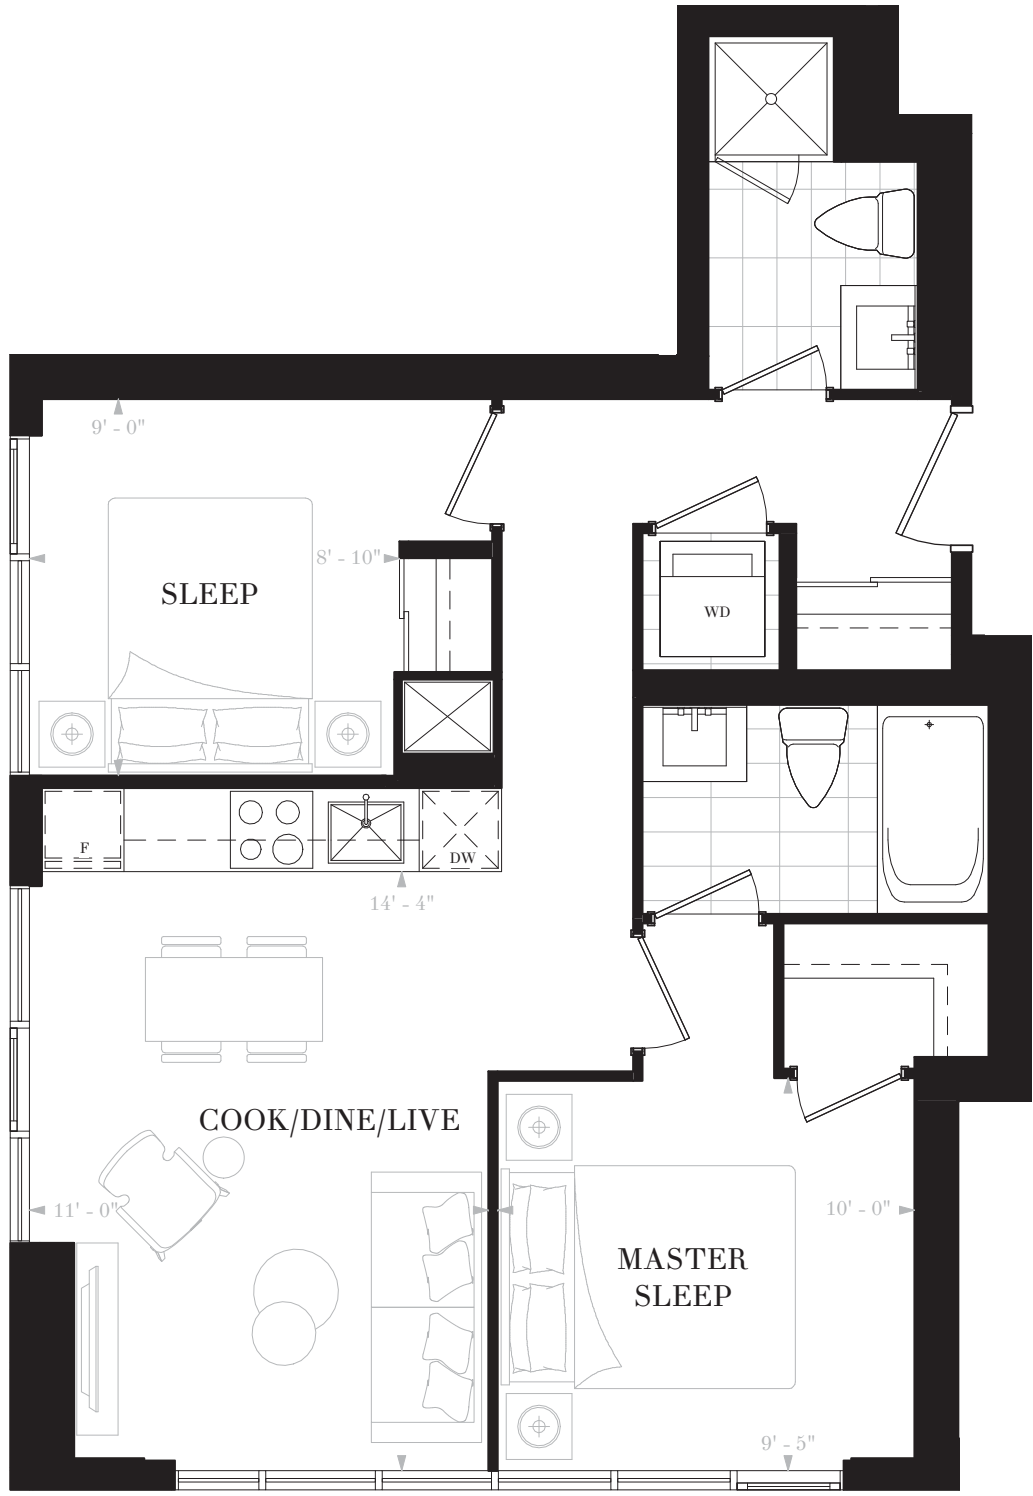 9' - 0"
8' - 10"
SLEEP
WD
F
DW
14' - 4"
COOK/DINE/LIVE
11' - 0"
10' - 0"
MASTER
SLEEP
9' - 5"